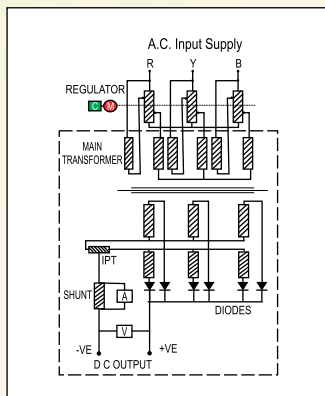 A.C. Input Supply
R Y B
REGULATOR
C M
MAIN
TRANSFORMER
IPT
SHUNT
A
DIODES
V
-VE +VE
D C OUTPUT